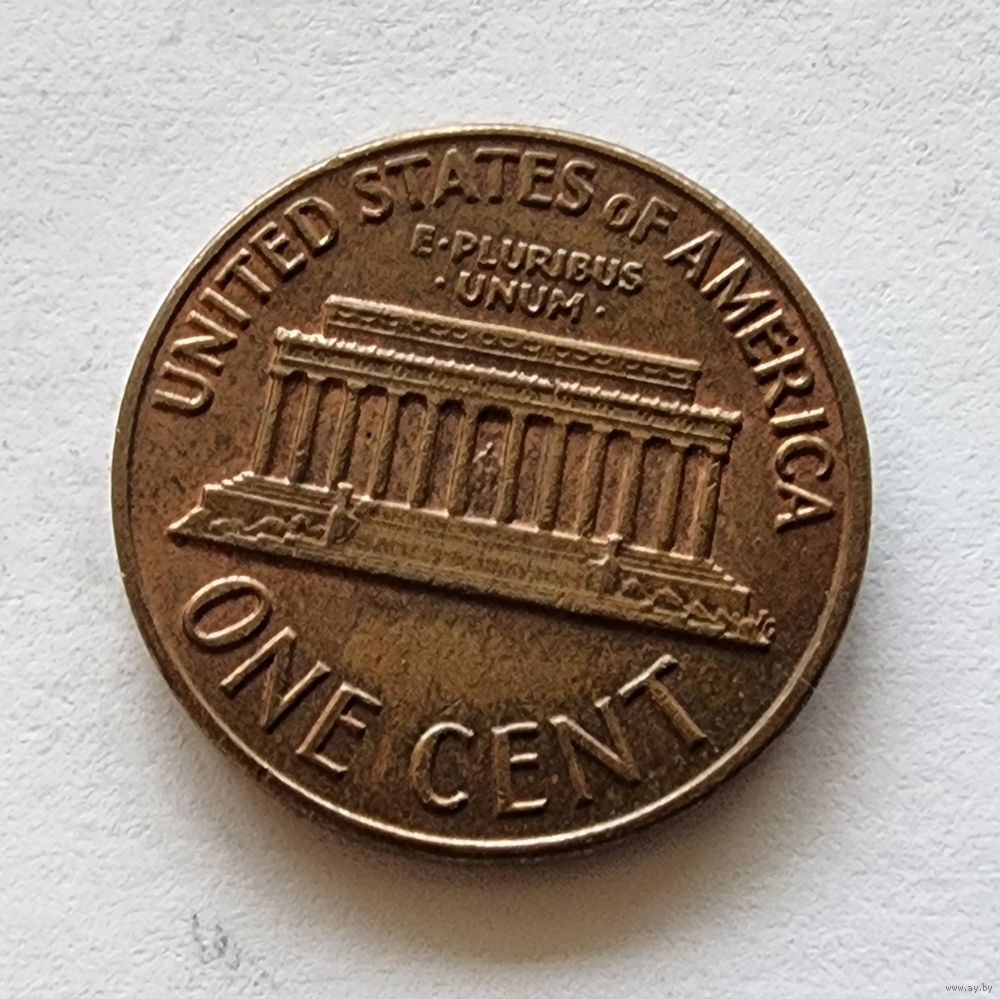 UNITED STATES oF AMERICA
E·PLURIBUS
·UNUM·
ONE CENT
www.ay.by